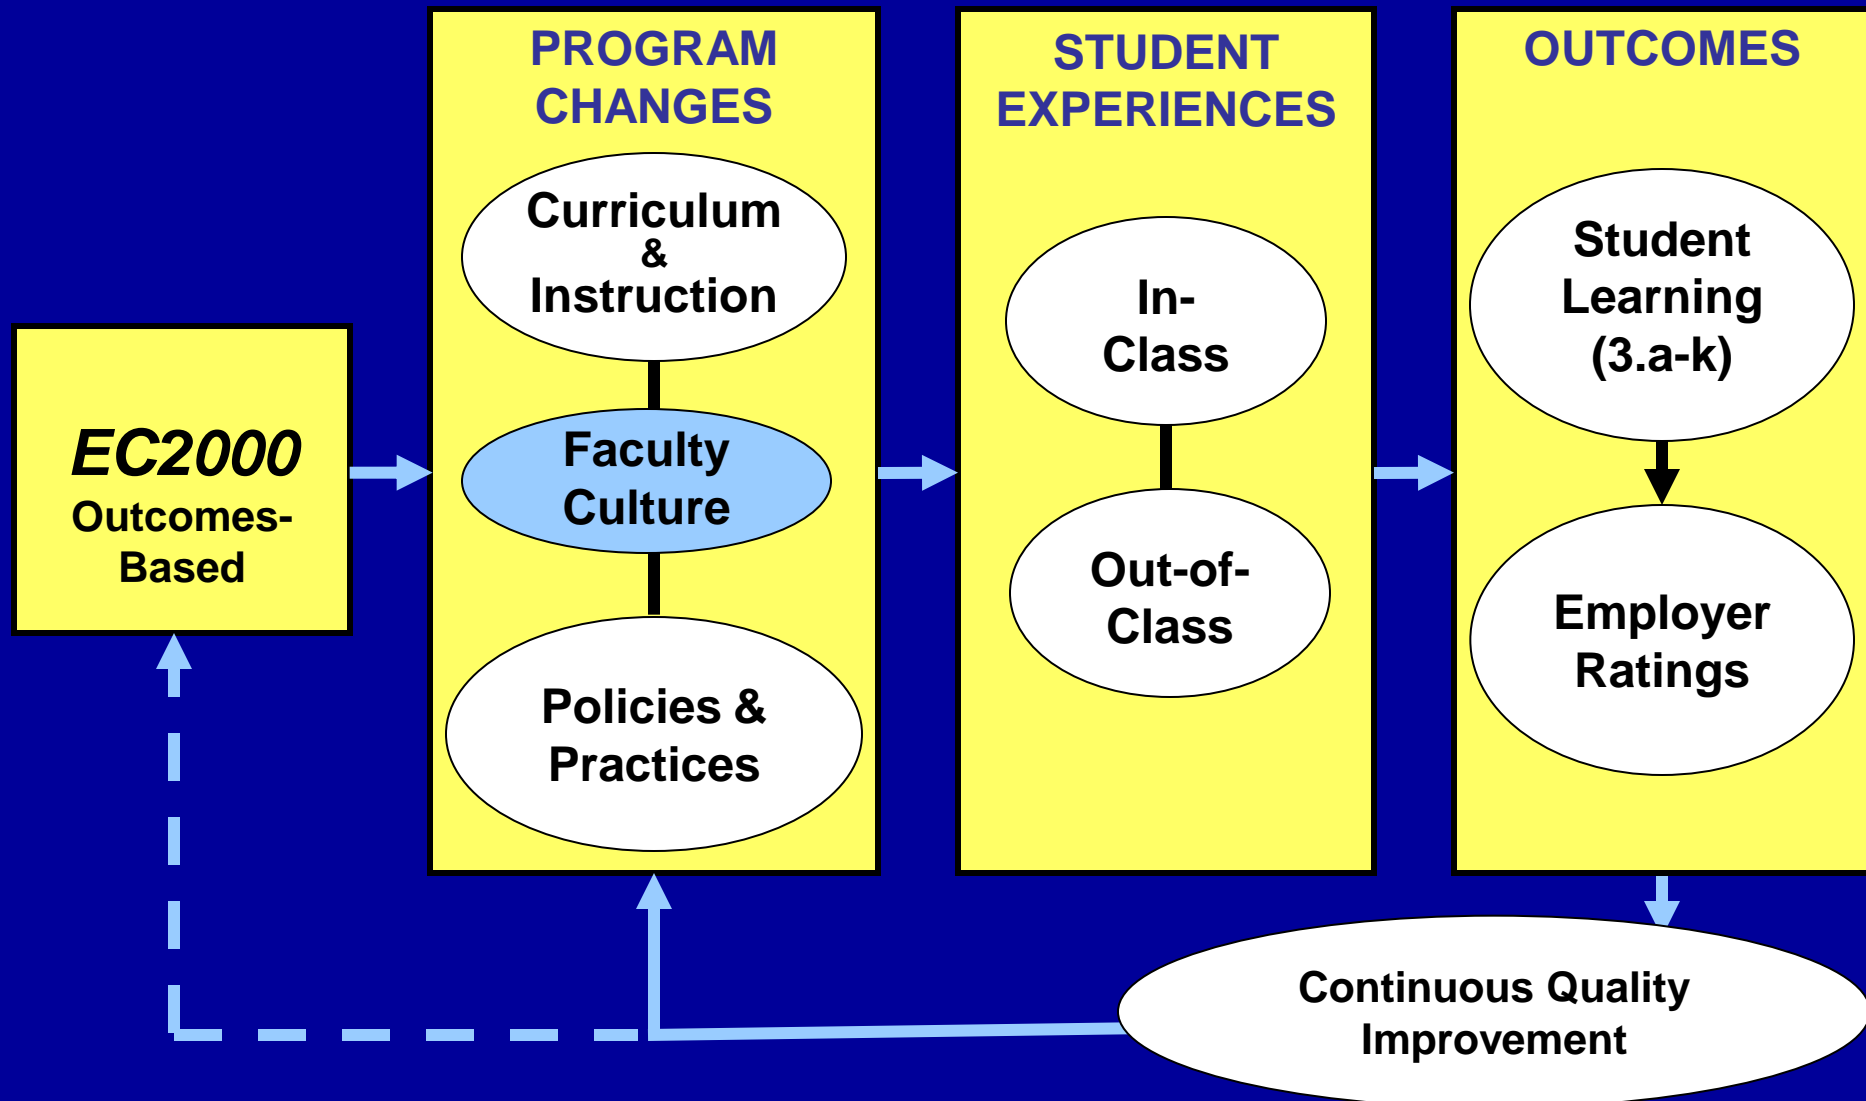 EC2000
Outcomes-
Based
PROGRAM
CHANGES
Curriculum
&
Instruction
Faculty
Culture
Policies &
Practices
STUDENT
EXPERIENCES
In-
Class
Out-of-
Class
OUTCOMES
Student
Learning
(3.a-k)
Employer
Ratings
Continuous Quality
Improvement